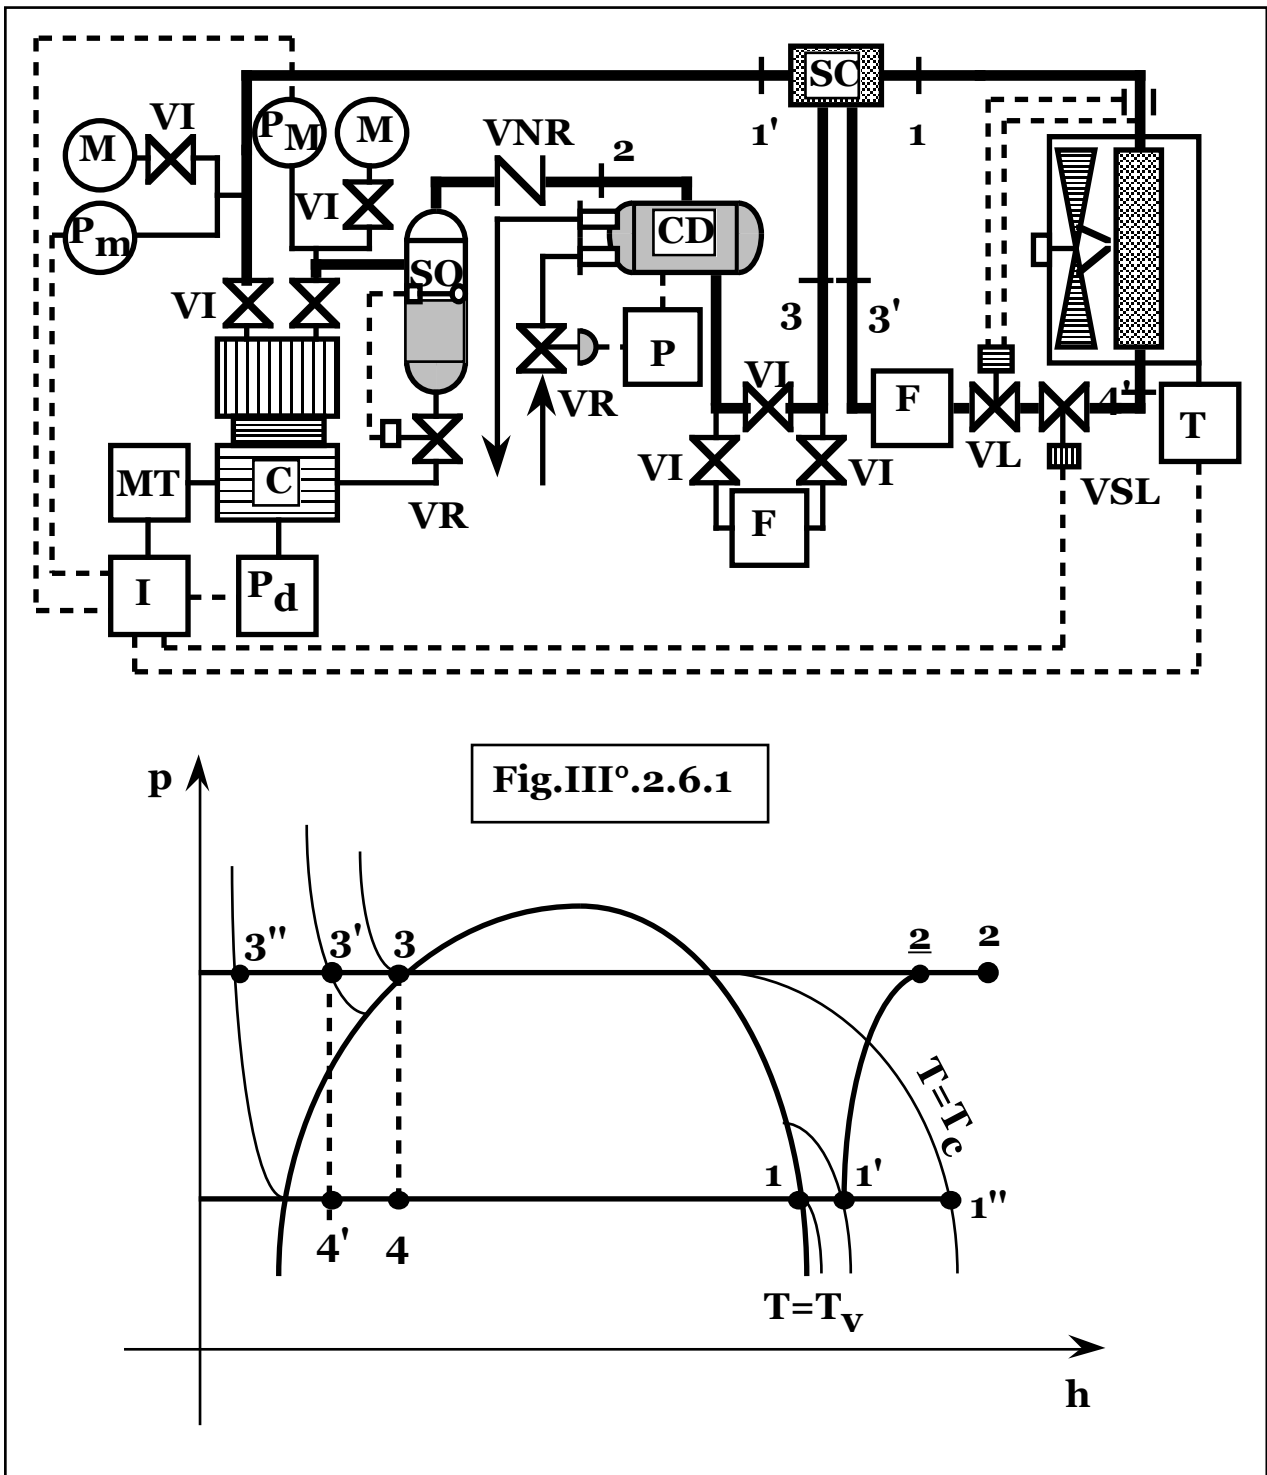 SC
VI
M
PM
M
VNR
2
1'
1
Pm
VI
CD
SO
VI
3
3'
P
VI
VR
F
4'
T
VL
MT
C
VI
VI
VSL
VR
F
I
Pd
Fig.III°.2.6.1
p
3''
3'
3
2
2
T=Tc
1
1'
1''
4'
4
T=Tv
h